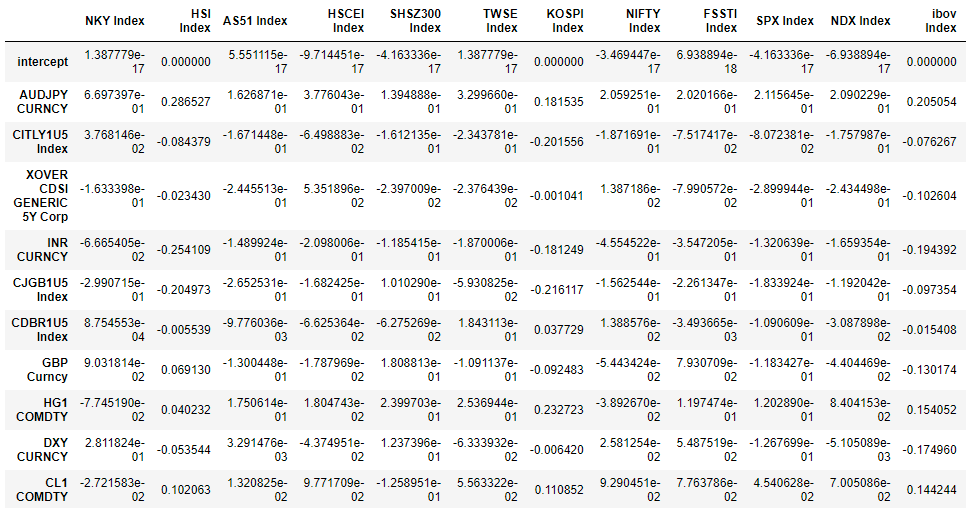 NKY Index HSI Index AS51 Index HSCEI Index SHSZ300 Index TWSE Index KOSPI Index NIFTY Index FSSTI Index SPX Index NDX Index ibov Index
intercept 1.387779e-17 0.000000 5.551115e-17 -9.714451e-17 -4.163336e-17 1.387779e-17 0.000000 -3.469447e-17 6.938894e-18 -4.163336e-17 -6.938894e-17 0.000000
AUDJPY CURNCY 6.697397e-01 0.286527 1.626871e-01 3.776043e-01 1.394888e-01 3.299660e-01 0.181535 2.059251e-01 2.020166e-01 2.115645e-01 2.090229e-01 0.205054
CITLY1U5 Index 3.768146e-02 -0.084379 -1.671448e-01 -6.498883e-02 -1.612135e-01 -2.343781e-01 -0.201556 -1.871691e-01 -7.517417e-02 -8.072381e-02 -1.757987e-01 -0.076267
XOVER CDSI GENERIC 5Y Corp -1.633398e-01 -0.023430 -2.445513e-01 5.351896e-02 -2.397009e-02 -2.376439e-02 -0.001041 1.387186e-02 -7.990572e-02 -2.899944e-01 -2.434498e-01 -0.102604
INR CURNCY -6.665405e-02 -0.254109 -1.489924e-01 -2.098006e-01 -1.185415e-01 -1.870006e-01 -0.181249 -4.554522e-01 -3.547205e-01 -1.320639e-01 -1.659354e-01 -0.194392
CJGB1U5 Index -2.990715e-01 -0.204973 -2.652531e-01 -1.682425e-01 1.010290e-01 -5.930825e-02 -0.216117 -1.562544e-01 -2.261347e-01 -1.833924e-01 -1.192042e-01 -0.097354
CDBR1U5 Index 8.754553e-04 -0.005539 -9.776036e-03 -6.625364e-02 -6.275269e-02 1.843113e-01 0.037729 1.388576e-02 -3.493665e-03 -1.090609e-01 -3.087898e-02 -0.015408
GBP Curncy 9.031814e-02 0.069130 -1.300448e-01 -1.787969e-02 1.808813e-01 -1.091137e-01 -0.092483 -5.443424e-02 7.930709e-02 -1.183427e-01 -4.404469e-02 -0.130174
HG1 COMDTY -7.745190e-02 0.040232 1.750614e-01 1.804743e-02 2.399703e-01 2.536944e-01 0.232723 -3.892670e-02 1.197474e-01 1.202890e-01 8.404153e-02 0.154052
DXY CURNCY 2.811824e-01 -0.053544 3.291476e-03 -4.374951e-02 1.237396e-01 -6.333932e-02 -0.006420 2.581254e-02 5.487519e-02 -1.267699e-01 -5.105089e-03 -0.174960
CL1 COMDTY -2.721583e-02 0.102063 1.320825e-02 9.771709e-02 -1.258951e-01 5.563322e-02 0.110852 9.290451e-02 7.763786e-02 4.540628e-02 7.005086e-02 0.144244